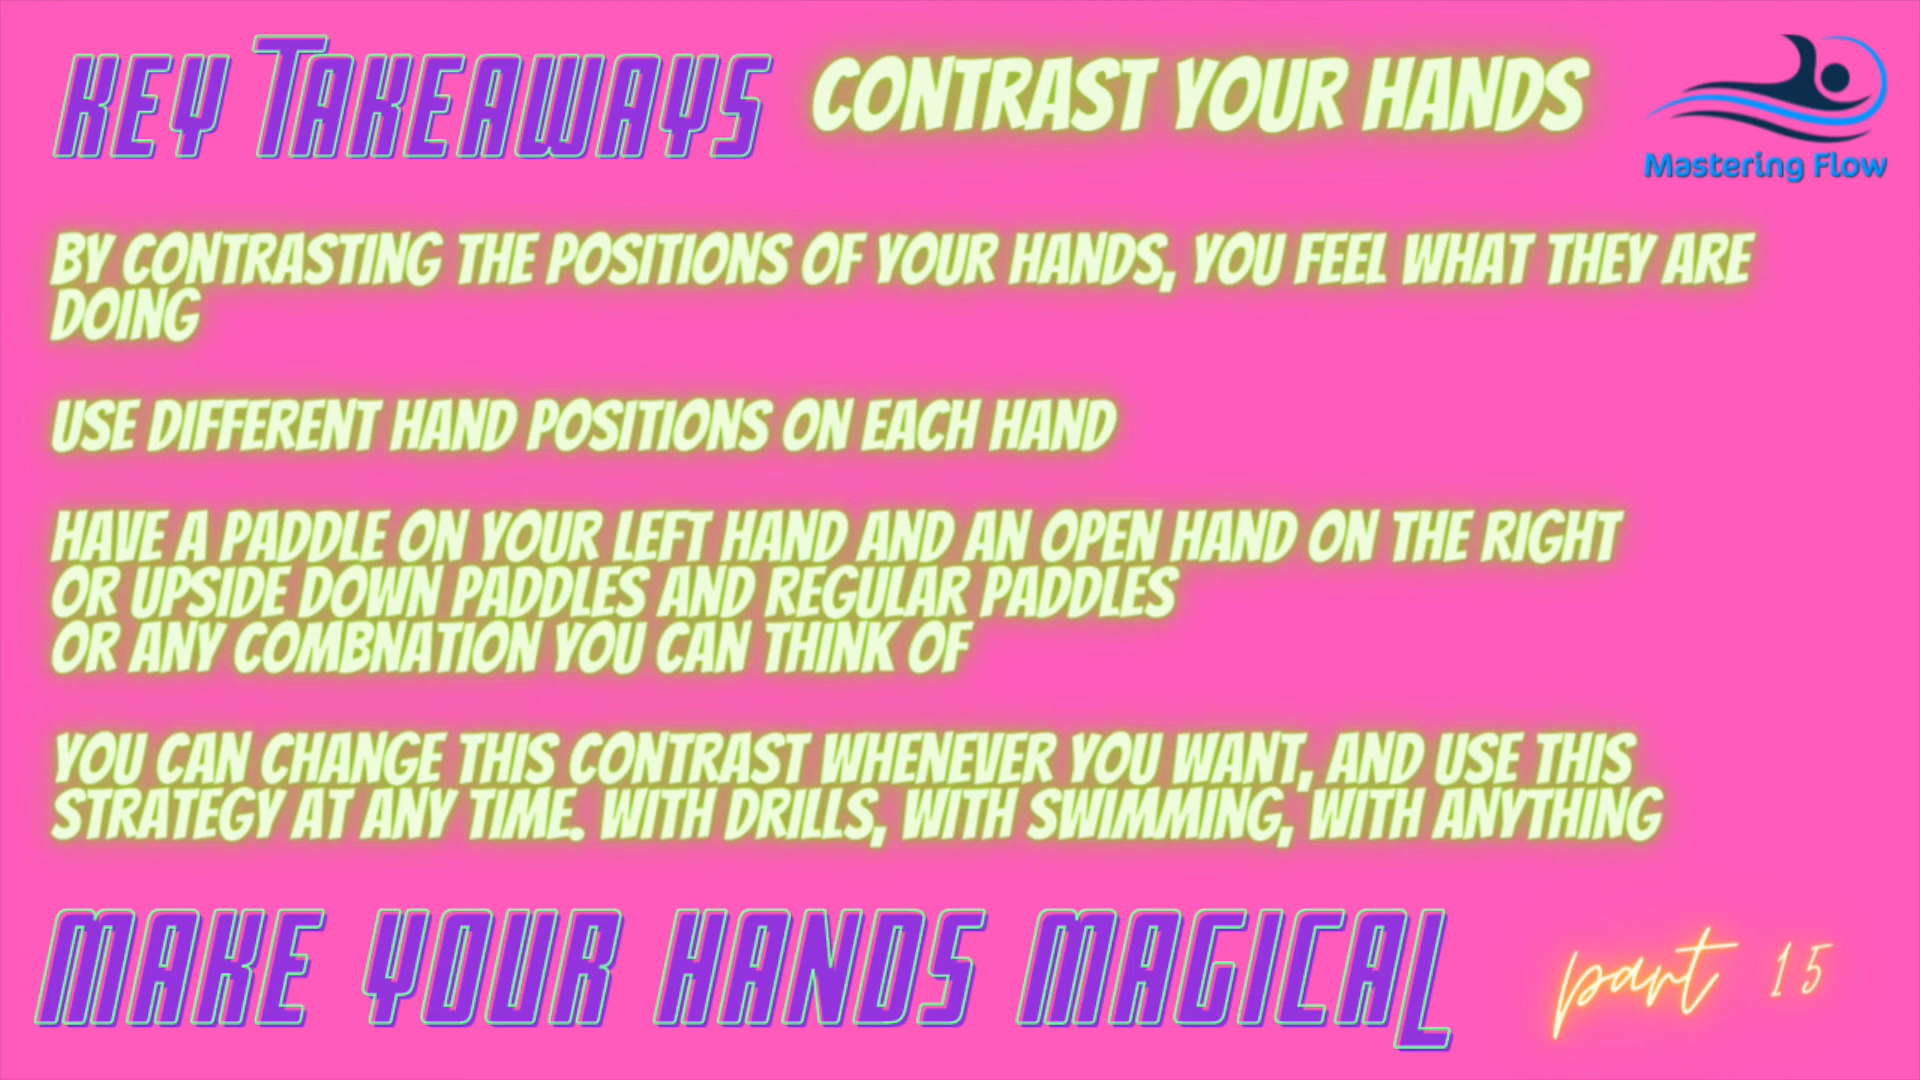 KEY TAKEAWAYS
CONTRAST YOUR HANDS
Mastering Flow
BY CONTRASTING THE POSITIONS OF YOUR HANDS, YOU FEEL WHAT THEY ARE
DOING
USE DIFFERENT HAND POSITIONS ON EACH HAND
HAVE A PADDLE ON YOUR LEFT HAND AND AN OPEN HAND ON THE RIGHT
OR UPSIDE DOWN PADDLES AND REGULAR PADDLES
OR ANY COMBNATION YOU CAN THINK OF
YOU CAN CHANGE THIS CONTRAST WHENEVER YOU WANT, AND USE THIS
STRATEGY AT ANY TIME. WITH DRILLS, WITH SWIMMING, WITH ANYTHING
MAKE YOUR HANDS MAGICAL
part 15